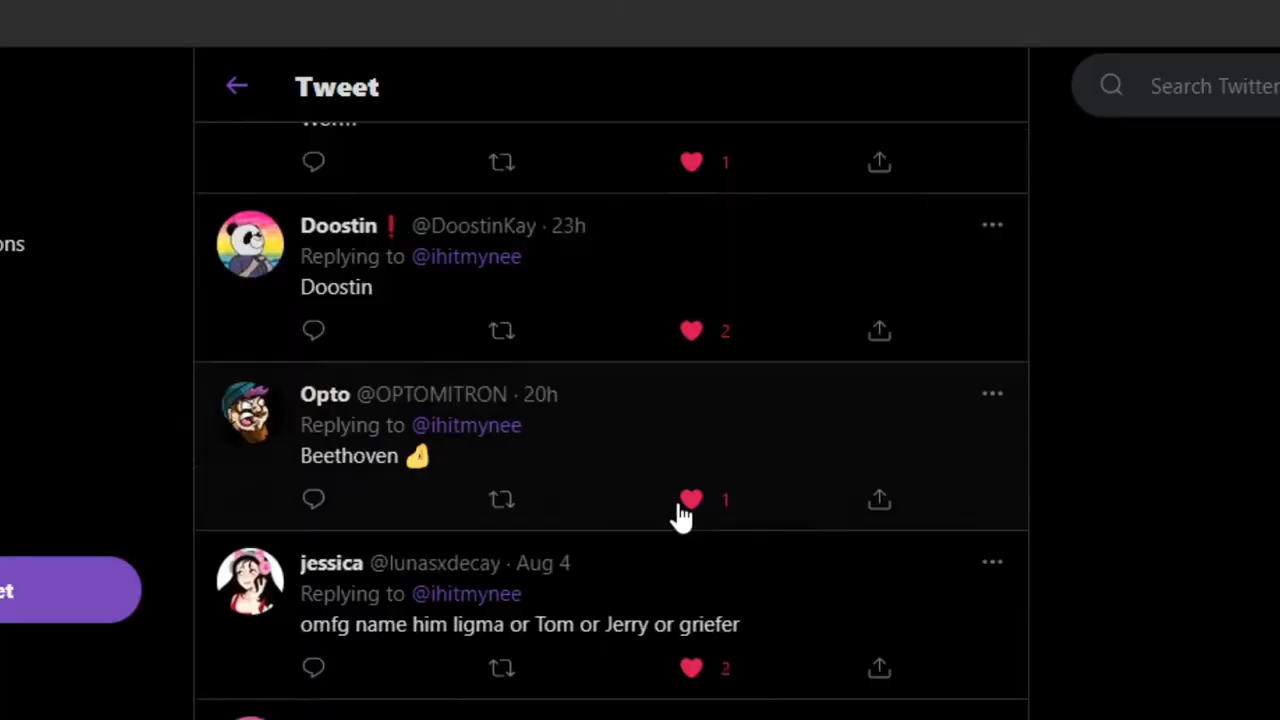 Tweet
Search Twitter
1
Doostin❗ @DoostinKay · 23h
Replying to @ihitmynee
Doostin
2
ons
Opto @OPTOMITRON · 20h
Replying to @ihitmynee
Beethoven 🤌
1
jessica @lunasxdecay · Aug 4
Replying to @ihitmynee
omfg name him ligma or Tom or Jerry or griefer
et
2